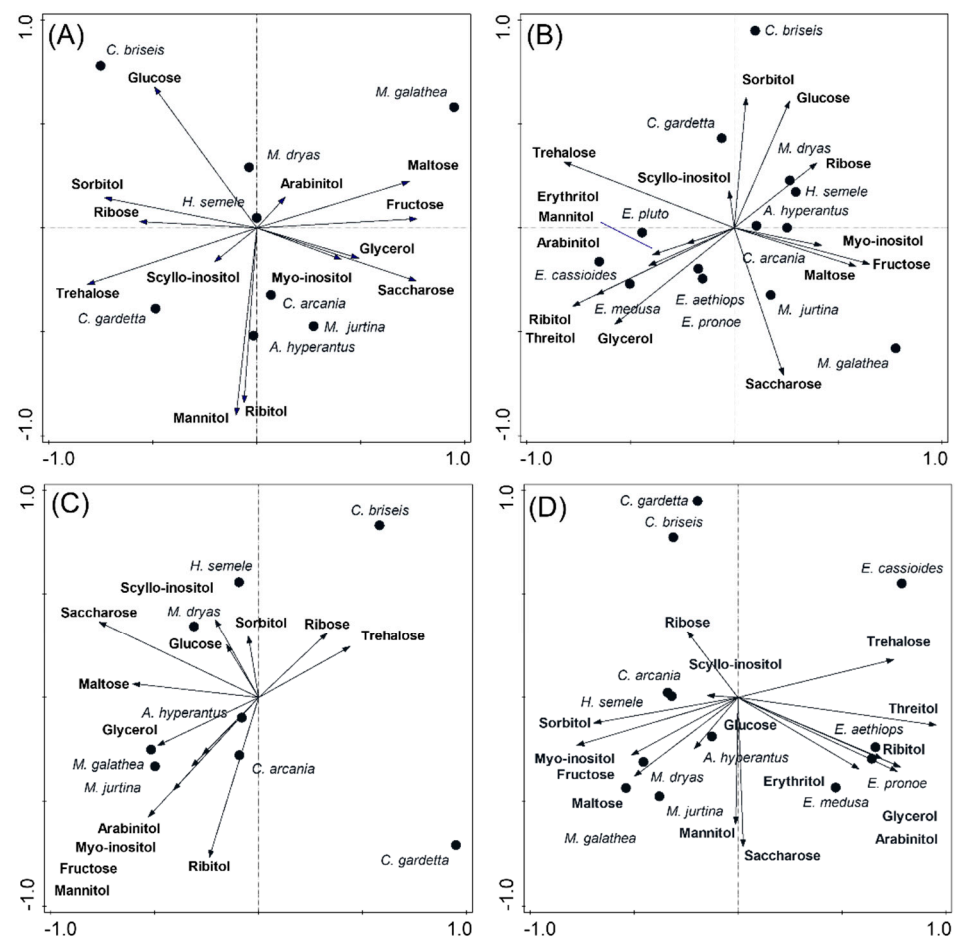 (A)
1.0
C. briseis
Glucose
M. galathea
M. dryas
Maltose
Arabinitol
Sorbitol
H. semele
Fructose
Ribose
Glycerol
Scyllo-inositol
Myo-inositol
Saccharose
Trehalose
C. arcania
C. gardetta
M. jurtina
A. hyperantus
Mannitol
Ribitol
-1.0
-1.0
1.0
(B)
1.0
C. briseis
Sorbitol
Glucose
C. gardetta
M. dryas
Trehalose
Ribose
Scyllo-inositol
H. semele
Erythritol
Mannitol
E. pluto
A. hyperantus
Arabinitol
Myo-inositol
C. arcania
Fructose
E. cassioides
Maltose
E. medusa
E. aethiops
M. jurtina
Ribitol
E. pronoe
Threitol
Glycerol
M. galathea
Saccharose
-1.0
-1.0
1.0
(C)
1.0
C. briseis
H. semele
Scyllo-inositol
Saccharose
M. dryas
Sorbitol
Ribose
Glucose
Trehalose
Maltose
A. hyperantus
Glycerol
M. galathea
C. arcania
M. jurtina
Arabinitol
Myo-inositol
Fructose
Ribitol
C. gardetta
Mannitol
-1.0
-1.0
1.0
(D)
1.0
C. gardetta
C. briseis
E. cassioides
Ribose
Trehalose
Scyllo-inositol
C. arcania
H. semele
Threitol
Sorbitol
Glucose
E. aethiops
Myo-inositol
A. hyperantus
Ribitol
Fructose
M. dryas
Erythritol
E. pronoe
Maltose
E. medusa
M. jurtina
Glycerol
M. galathea
Mannitol
Arabinitol
Saccharose
-1.0
-1.0
1.0